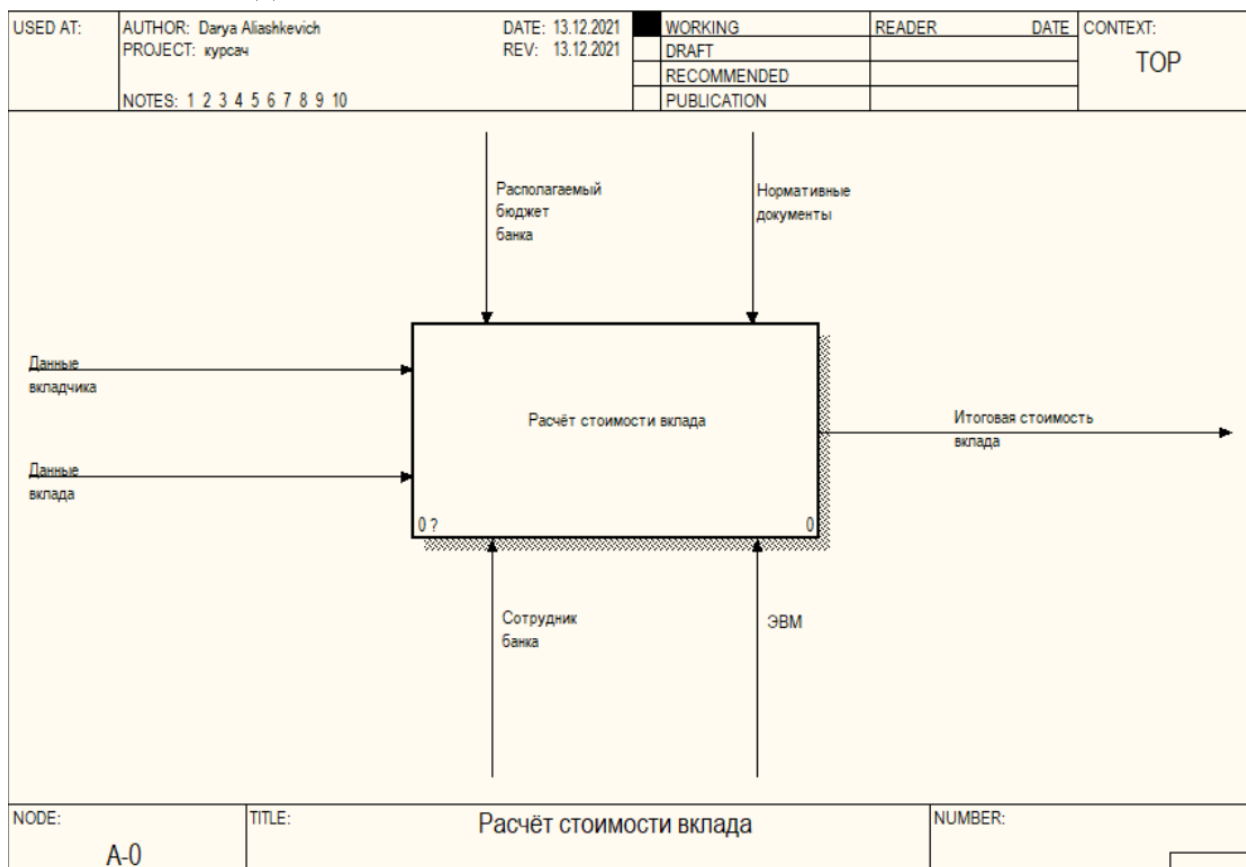 USED AT:
AUTHOR: Darya Aliashkevich
DATE: 13.12.2021
PROJECT: курсач
REV: 13.12.2021
NOTES: 1 2 3 4 5 6 7 8 9 10
WORKING
DRAFT
RECOMMENDED
PUBLICATION
READER DATE
CONTEXT:
TOP
Располагаемый
бюджет
банка
Нормативные
документы
Данные
вкладчика
Данные
вклада
Расчёт стоимости вклада
0 ?
0
Итоговая стоимость
вклада
Сотрудник
банка
ЭВМ
NODE:
A-0
TITLE:
Расчёт стоимости вклада
NUMBER: